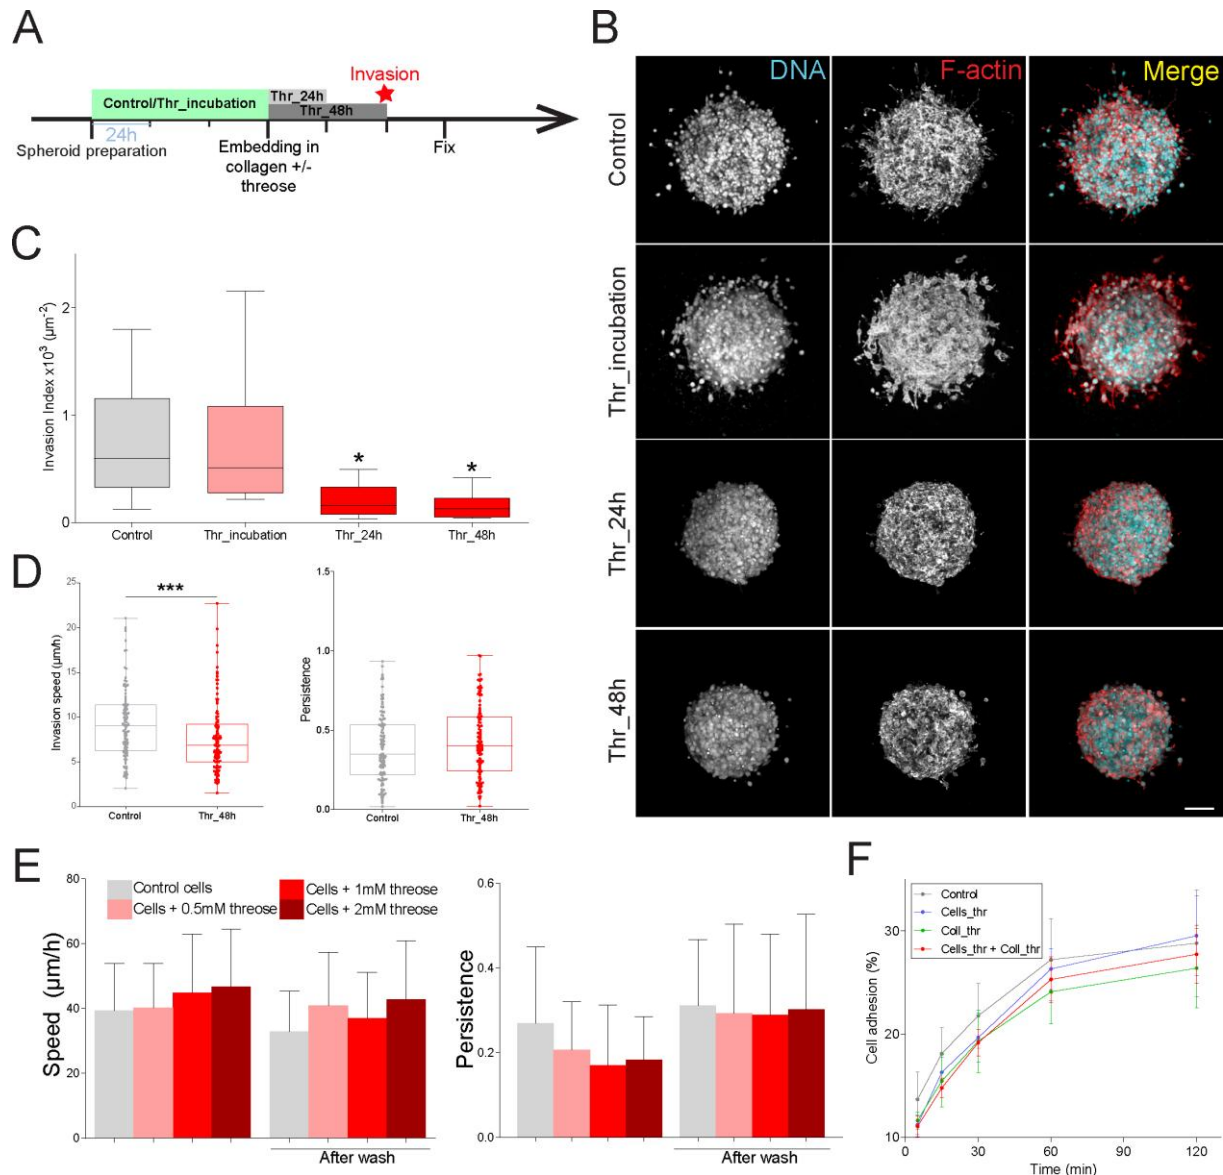 A
Invasion
Control/Thr_incubation
Thr_24h
Thr_48h
24h
Spheroid preparation
Embedding in
collagen +/-
threose
Fix
B
DNA
F-actin
Merge
Control
Thr_incubation
Thr_24h
Thr_48h
C
Invasion Index x10³ (µm⁻²)
2
1
0
*
*
Control
Thr_incubation
Thr_24h
Thr_48h
D
Invasion speed (µm/h)
25
20
15
10
5
0
***
Control
Thr_48h
Persistence
1.5
1.0
0.5
0.0
Control
Thr_48h
E
Speed (µm/h)
80
60
40
20
0
Control cells
Cells + 0.5mM threose
Cells + 1mM threose
Cells + 2mM threose
After wash
Persistence
0.6
0.4
0.2
0.0
After wash
F
Cell adhesion (%)
30
20
10
Control
Cells_thr
Coll_thr
Cells_thr + Coll_thr
0
30
60
90
120
Time (min)